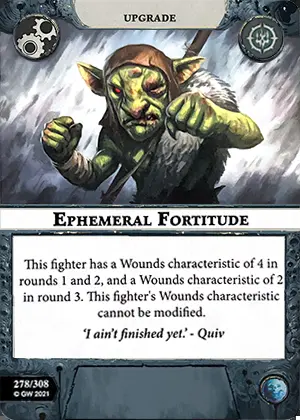 UPGRADE
EPHEMERAL FORTITUDE
This fighter has a Wounds characteristic of 4 in
rounds 1 and 2, and a Wounds characteristic of 2
in round 3. This fighter's Wounds characteristic
cannot be modified.
'I ain't finished yet.' - Quiv
278/308
© GW 2021